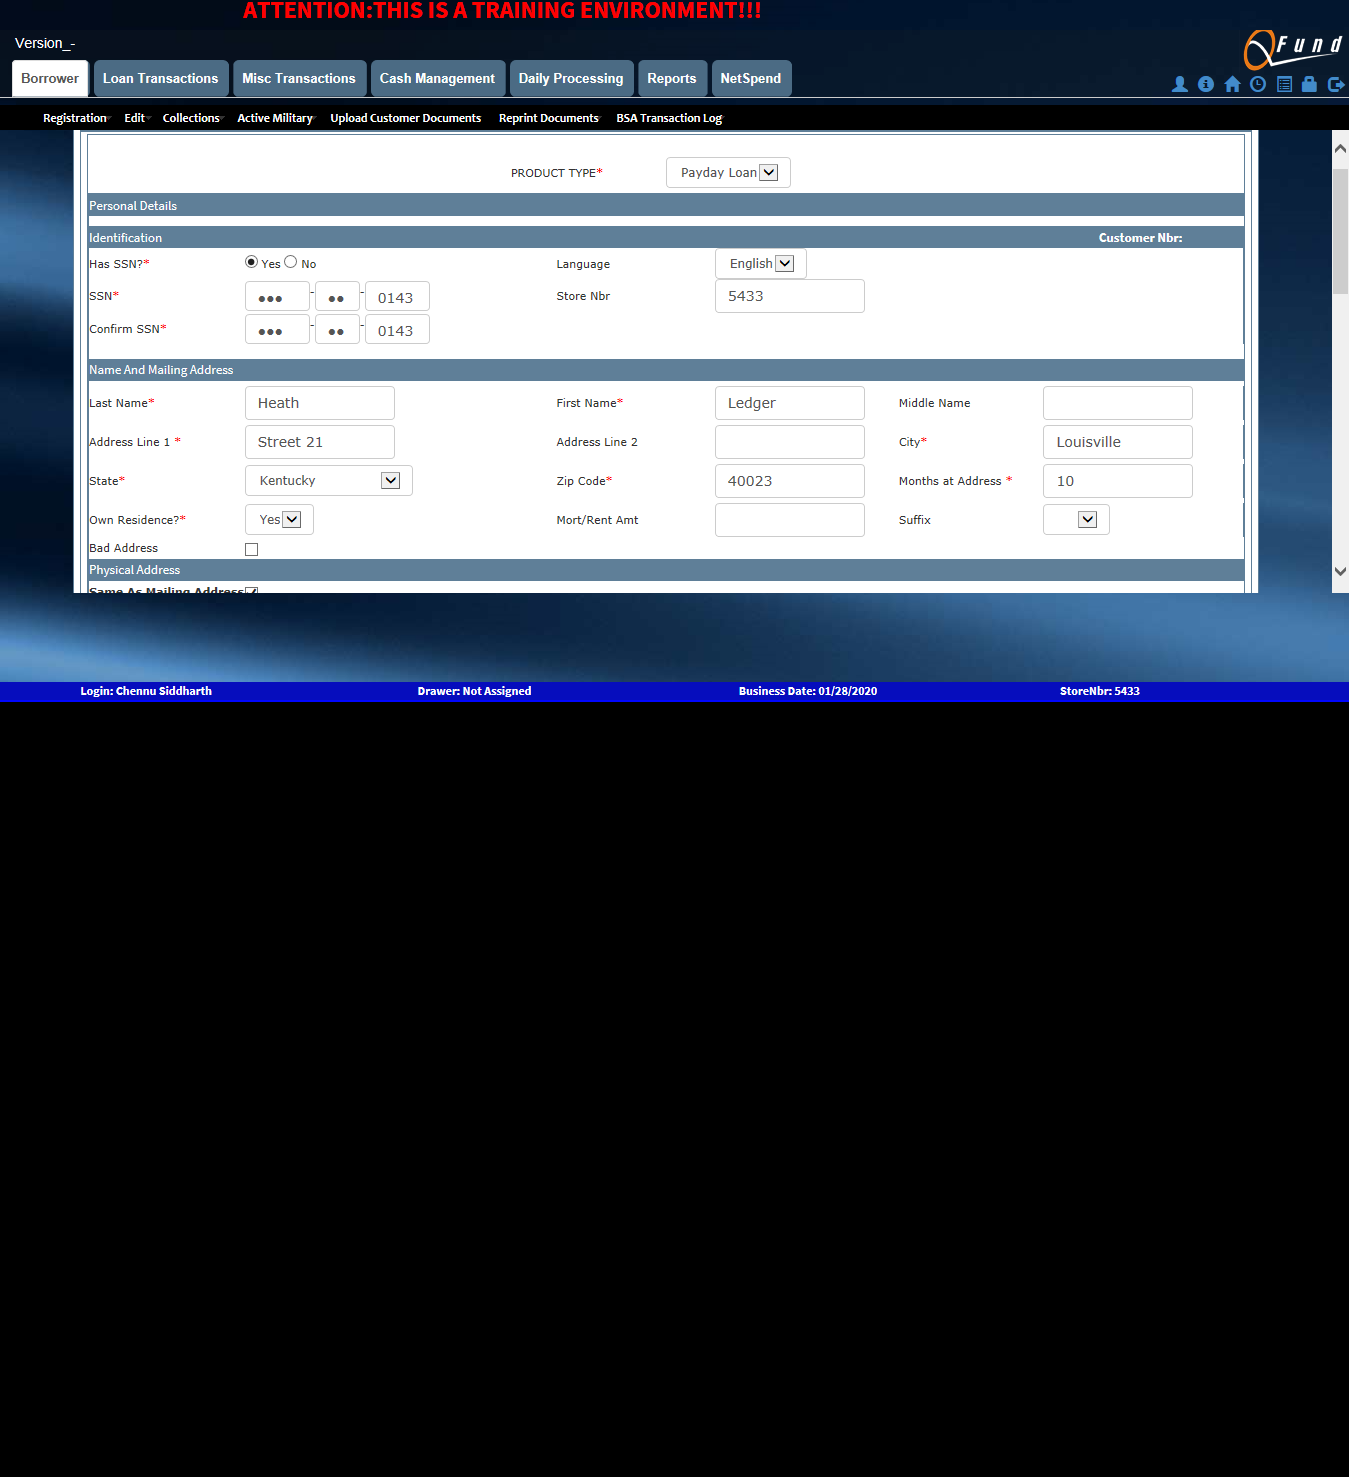 ATTENTION:THIS IS A TRAINING ENVIRONMENT!!!
Version_-
Fund
Borrower Loan Transactions Misc Transactions Cash Management Daily Processing Reports NetSpend
Registration Edit Collections Active Military Upload Customer Documents Reprint Documents BSA Transaction Log
PRODUCT TYPE* Payday Loan
Personal Details
Identification Customer Nbr:
Has SSN?* Yes No Language English
SSN* ●●● - ●● - 0143 Store Nbr 5433
Confirm SSN* ●●● - ●● - 0143
Name And Mailing Address
Last Name* Heath First Name* Ledger Middle Name
Address Line 1 * Street 21 Address Line 2 City* Louisville
State* Kentucky Zip Code* 40023 Months at Address * 10
Own Residence?* Yes Mort/Rent Amt Suffix
Bad Address
Physical Address
Same As Mailing Address
Login: Chennu Siddharth Drawer: Not Assigned Business Date: 01/28/2020 StoreNbr: 5433